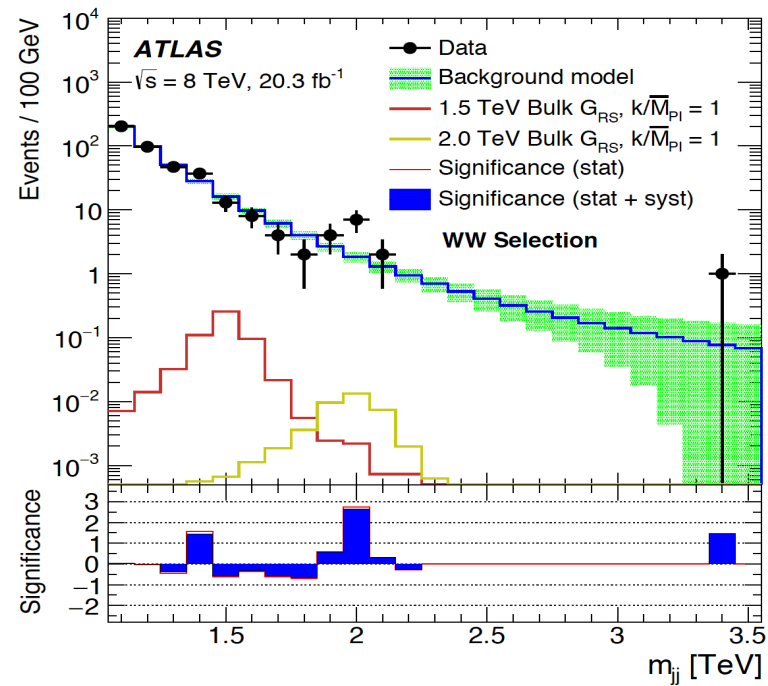 ATLAS
√s = 8 TeV, 20.3 fb⁻¹
Data
Background model
1.5 TeV Bulk G_RS, k/M̅_Pl = 1
2.0 TeV Bulk G_RS, k/M̅_Pl = 1
Significance (stat)
Significance (stat + syst)
WW Selection
Events / 100 GeV
10⁴
10³
10²
10
1
10⁻¹
10⁻²
10⁻³
Significance
3
2
1
0
−1
−2
1.5 2 2.5 3 3.5
m_jj [TeV]